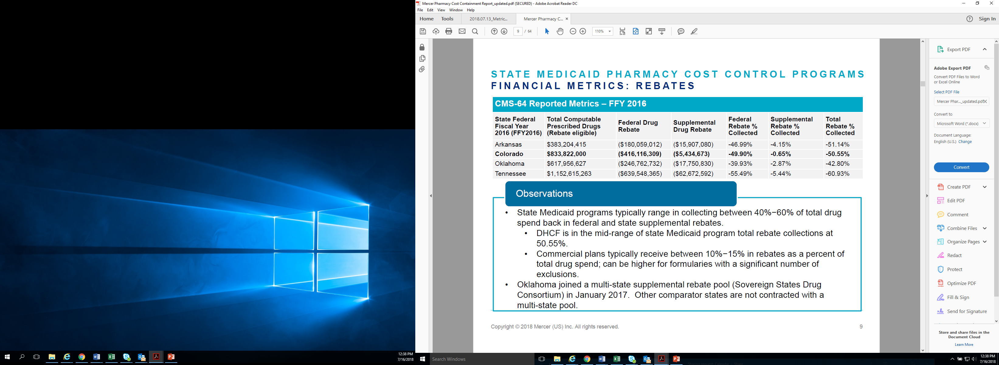 Mercer Pharmacy Cost Containment Report_updated.pdf (SECURED) - Adobe Acrobat Reader DC
File Edit View Window Help
Home Tools 2018.07.13_Metric... Mercer Pharmacy C... × Sign In
9 / 64 110%
STATE MEDICAID PHARMACY COST CONTROL PROGRAMS
FINANCIAL METRICS: REBATES
CMS-64 Reported Metrics – FFY 2016
State Federal Fiscal Year 2016 (FFY2016) Total Computable Prescribed Drugs (Rebate eligible) Federal Drug Rebate Supplemental Drug Rebate Federal Rebate % Collected Supplemental Rebate % Collected Total Rebate % Collected
Arkansas $383,204,415 ($180,059,012) ($15,907,080) -46.99% -4.15% -51.14%
Colorado $833,822,000 ($416,116,309) ($5,434,673) -49.90% -0.65% -50.55%
Oklahoma $617,956,627 ($246,762,732) ($17,750,830) -39.93% -2.87% -42.80%
Tennessee $1,152,615,263 ($639,548,365) ($62,672,592) -55.49% -5.44% -60.93%
Observations
• State Medicaid programs typically range in collecting between 40%−60% of total drug
spend back in federal and state supplemental rebates.
• DHCF is in the mid-range of state Medicaid program total rebate collections at
50.55%.
• Commercial plans typically receive between 10%−15% in rebates as a percent of
total drug spend; can be higher for formularies with a significant number of
exclusions.
• Oklahoma joined a multi-state supplemental rebate pool (Sovereign States Drug
Consortium) in January 2017. Other comparator states are not contracted with a
multi-state pool.
Copyright © 2018 Mercer (US) Inc. All rights reserved.
9
Export PDF
Adobe Export PDF
Convert PDF Files to Word
or Excel Online
Select PDF File
Mercer Phar..._updated.pdf
Convert to
Microsoft Word (*.docx)
Document Language:
English (U.S.) Change
Convert
Create PDF
Edit PDF
Comment
Combine Files
Organize Pages
Redact
Protect
Optimize PDF
Fill & Sign
Send for Signature
Store and share files in the
Document Cloud
Learn More
12:38 PM
7/16/2018
Search Windows
12:38 PM
7/16/2018